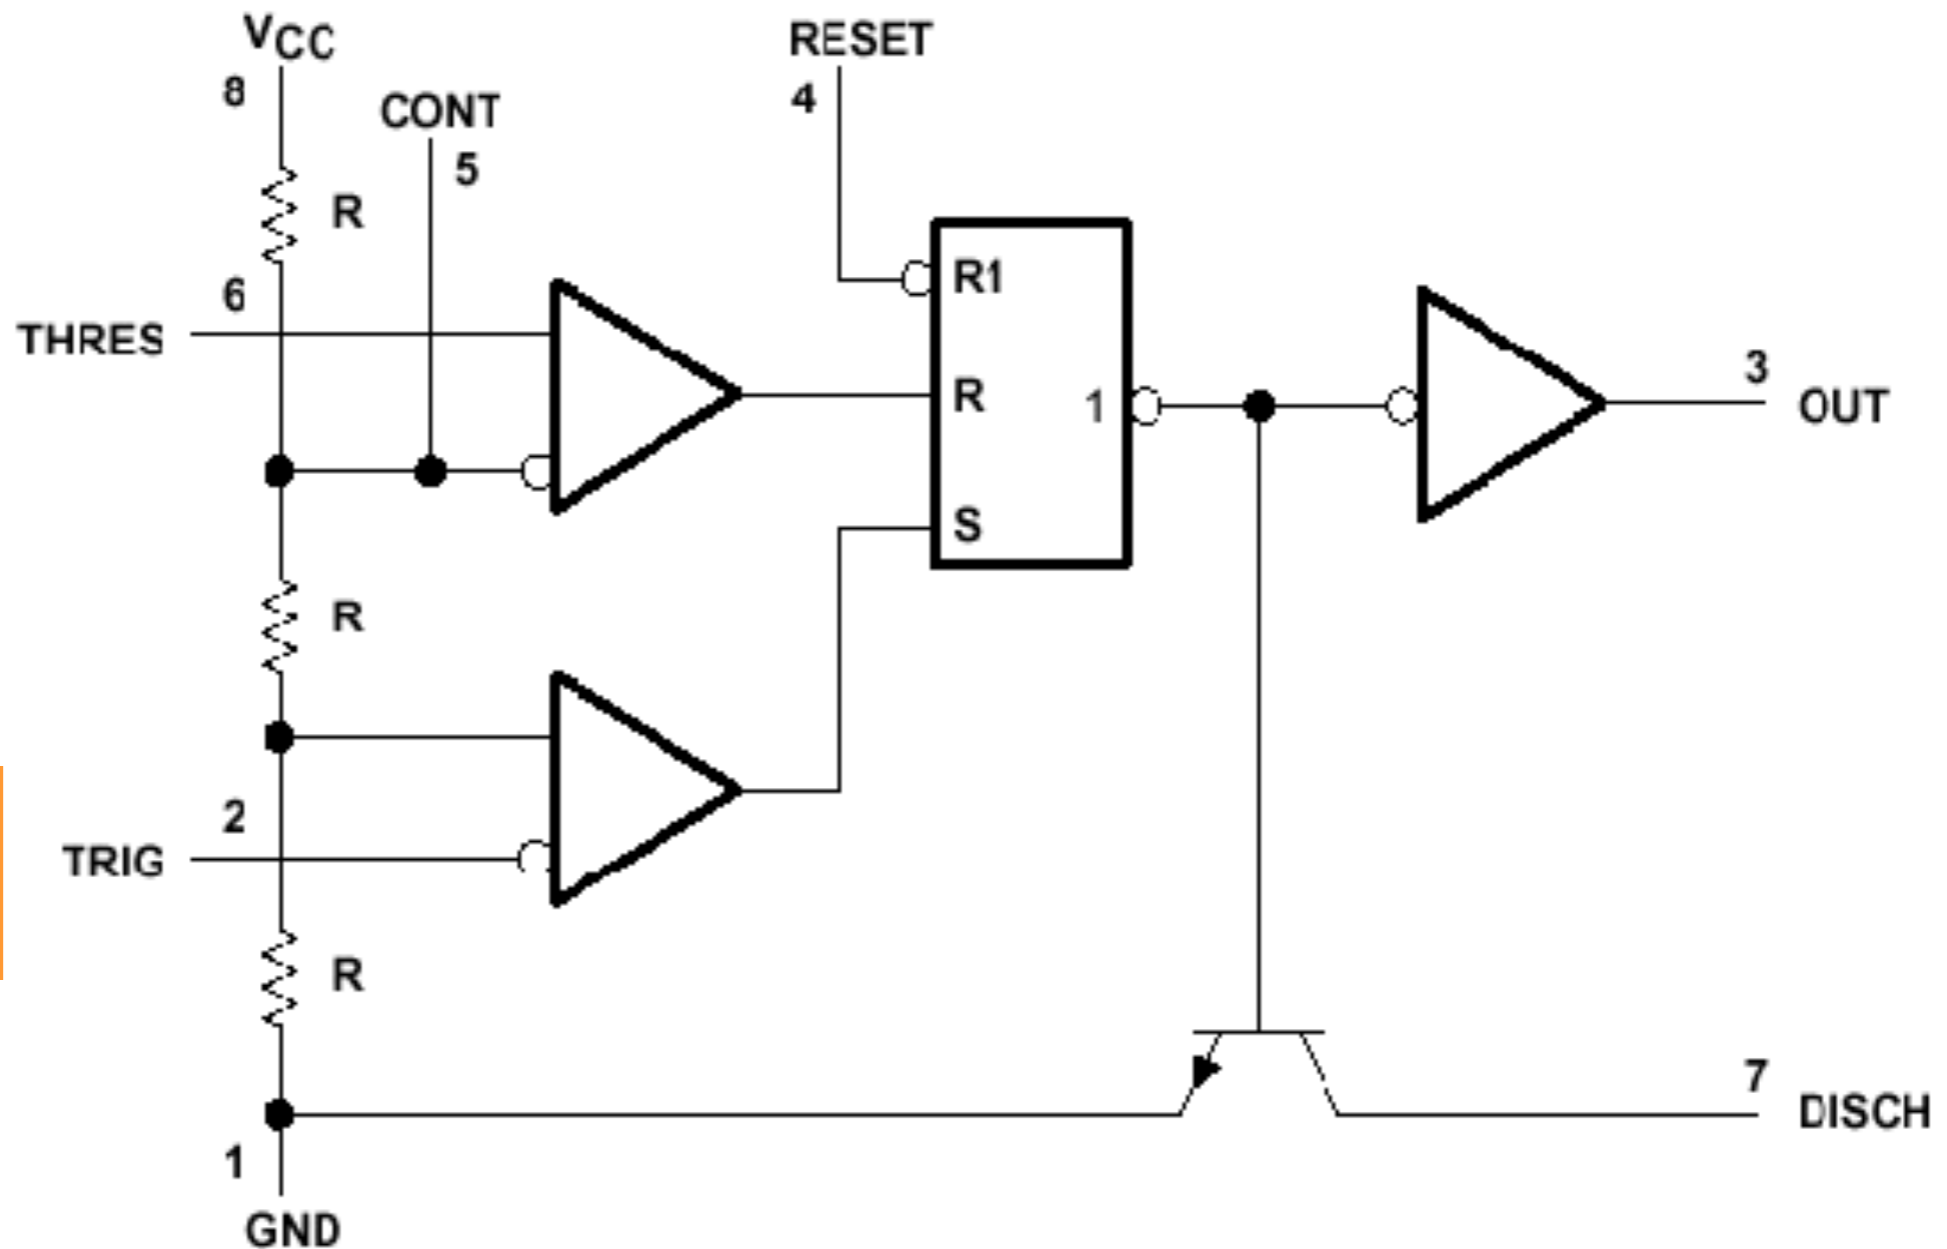 VCC
RESET
8
4
CONT
5
R
6
THRES
R1
R
1
3
OUT
S
R
2
TRIG
R
7
DISCH
1
GND